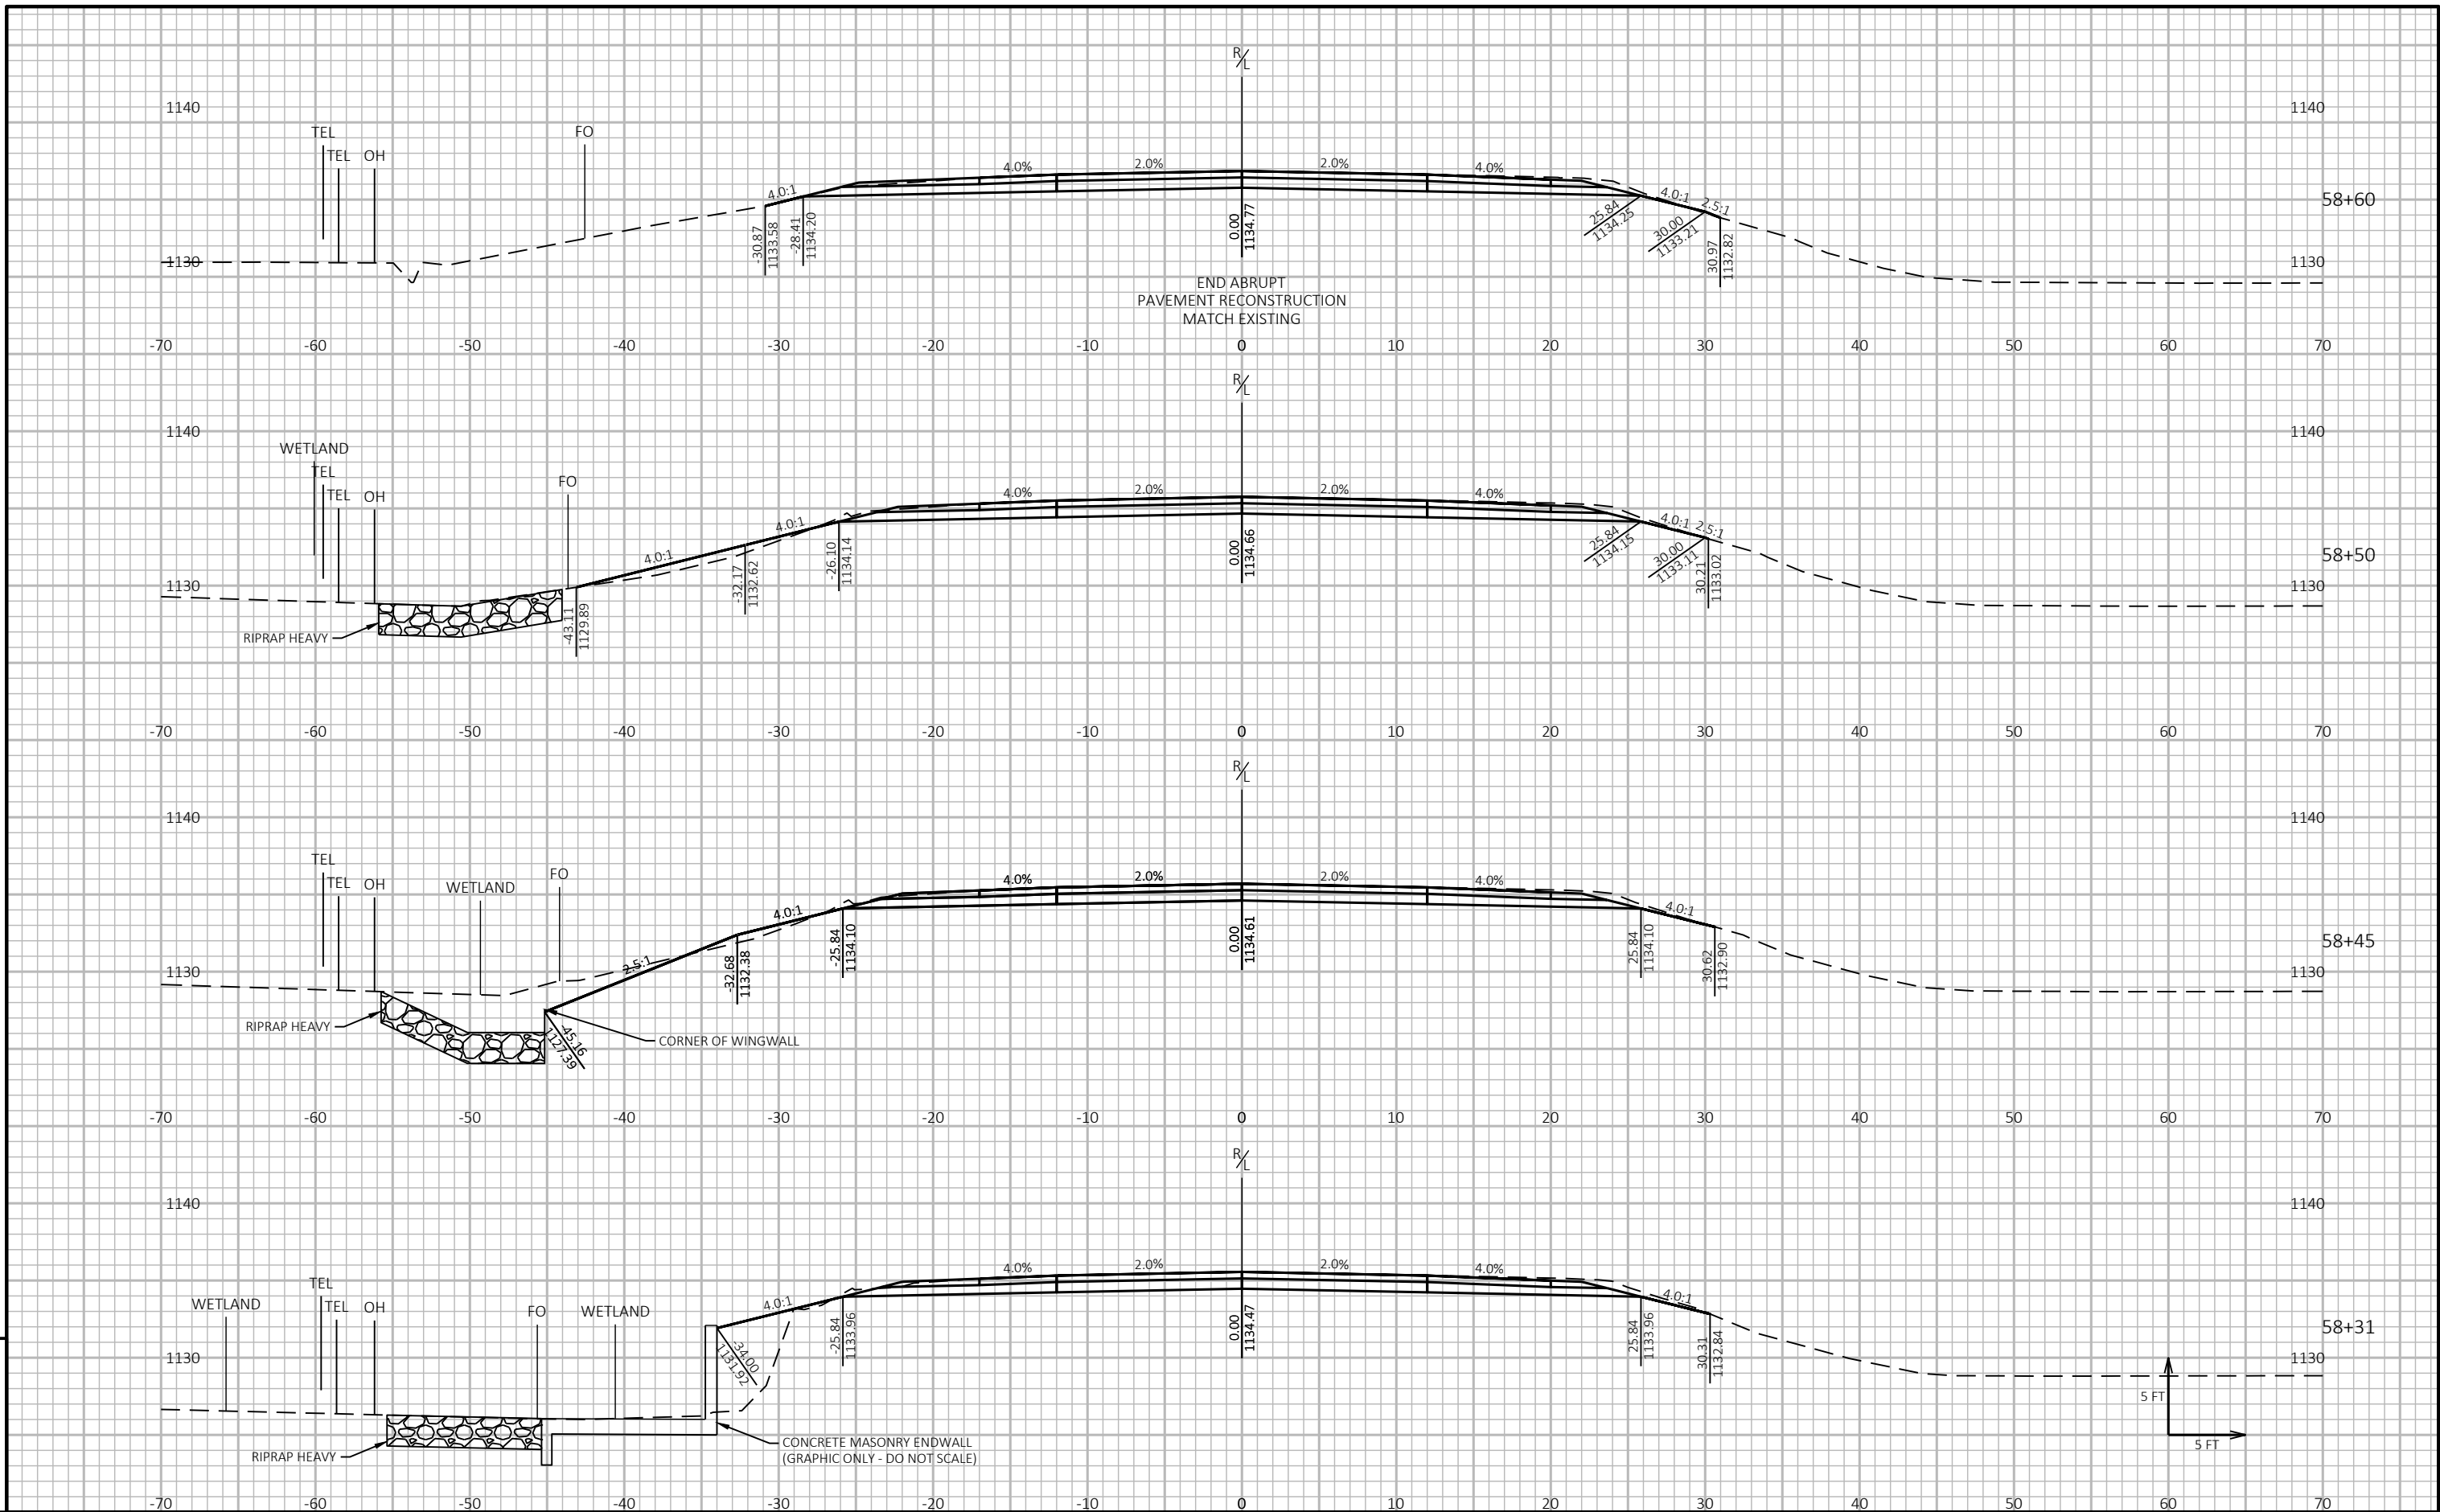 R/L
1140
1140
TEL
FO
TEL OH
4.0:1
4.0%
2.0%
2.0%
4.0%
4.0:1
2.5:1
58+60
-30.87
1133.58
-28.41
1134.20
0.00
1134.77
25.84
1134.25
30.00
1133.21
30.97
1132.82
1130
1130
END ABRUPT
PAVEMENT RECONSTRUCTION
MATCH EXISTING
-70 -60 -50 -40 -30 -20 -10 0 10 20 30 40 50 60 70
R/L
1140
1140
WETLAND
TEL
TEL OH
FO
4.0:1
4.0:1
4.0%
2.0%
2.0%
4.0%
4.0:1
2.5:1
58+50
-43.11
1129.89
-32.17
1132.62
-26.10
1134.14
0.00
1134.66
25.84
1134.15
30.00
1133.11
30.21
1133.02
1130
1130
RIPRAP HEAVY
-70 -60 -50 -40 -30 -20 -10 0 10 20 30 40 50 60 70
R/L
1140
1140
TEL
TEL OH
WETLAND
FO
2.5:1
4.0:1
4.0%
2.0%
2.0%
4.0%
4.0:1
58+45
-45.16
1127.39
-32.68
1132.38
-25.84
1134.10
0.00
1134.61
25.84
1134.10
30.62
1132.90
1130
1130
RIPRAP HEAVY
CORNER OF WINGWALL
-70 -60 -50 -40 -30 -20 -10 0 10 20 30 40 50 60 70
R/L
1140
1140
WETLAND
TEL
TEL OH
FO
WETLAND
4.0:1
4.0%
2.0%
2.0%
4.0%
4.0:1
58+31
-34.00
1131.92
-25.84
1133.96
0.00
1134.47
25.84
1133.96
30.31
1132.84
1130
1130
5 FT
5 FT
RIPRAP HEAVY
CONCRETE MASONRY ENDWALL
(GRAPHIC ONLY - DO NOT SCALE)
-70 -60 -50 -40 -30 -20 -10 0 10 20 30 40 50 60 70